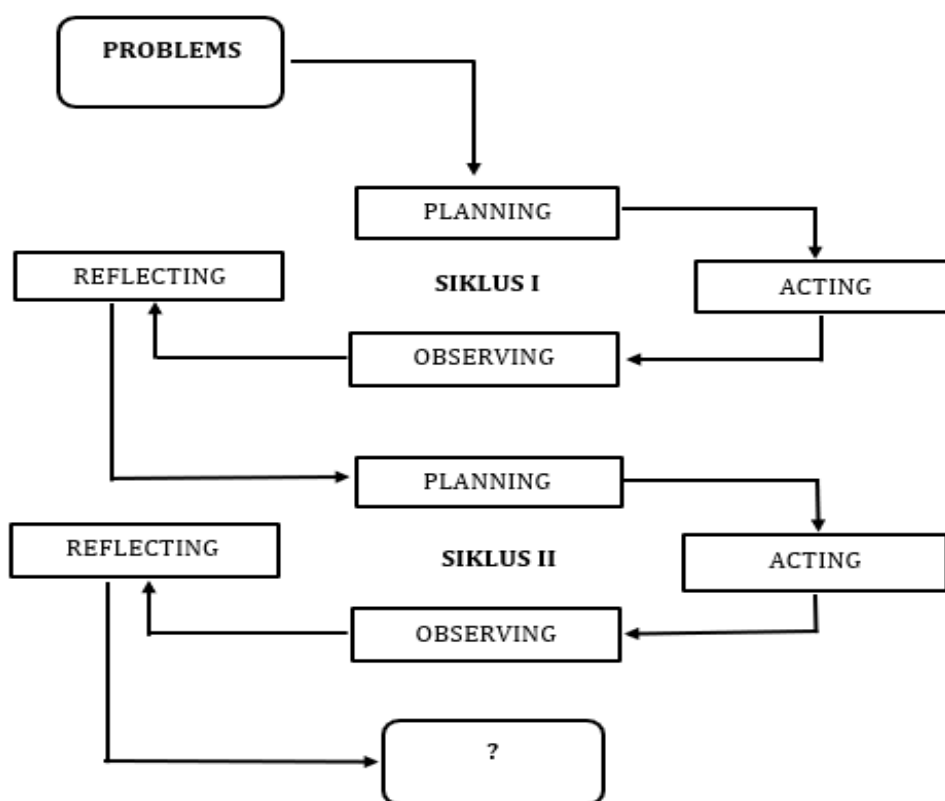 PROBLEMS
PLANNING
REFLECTING
SIKLUS I
ACTING
OBSERVING
PLANNING
REFLECTING
SIKLUS II
ACTING
OBSERVING
?